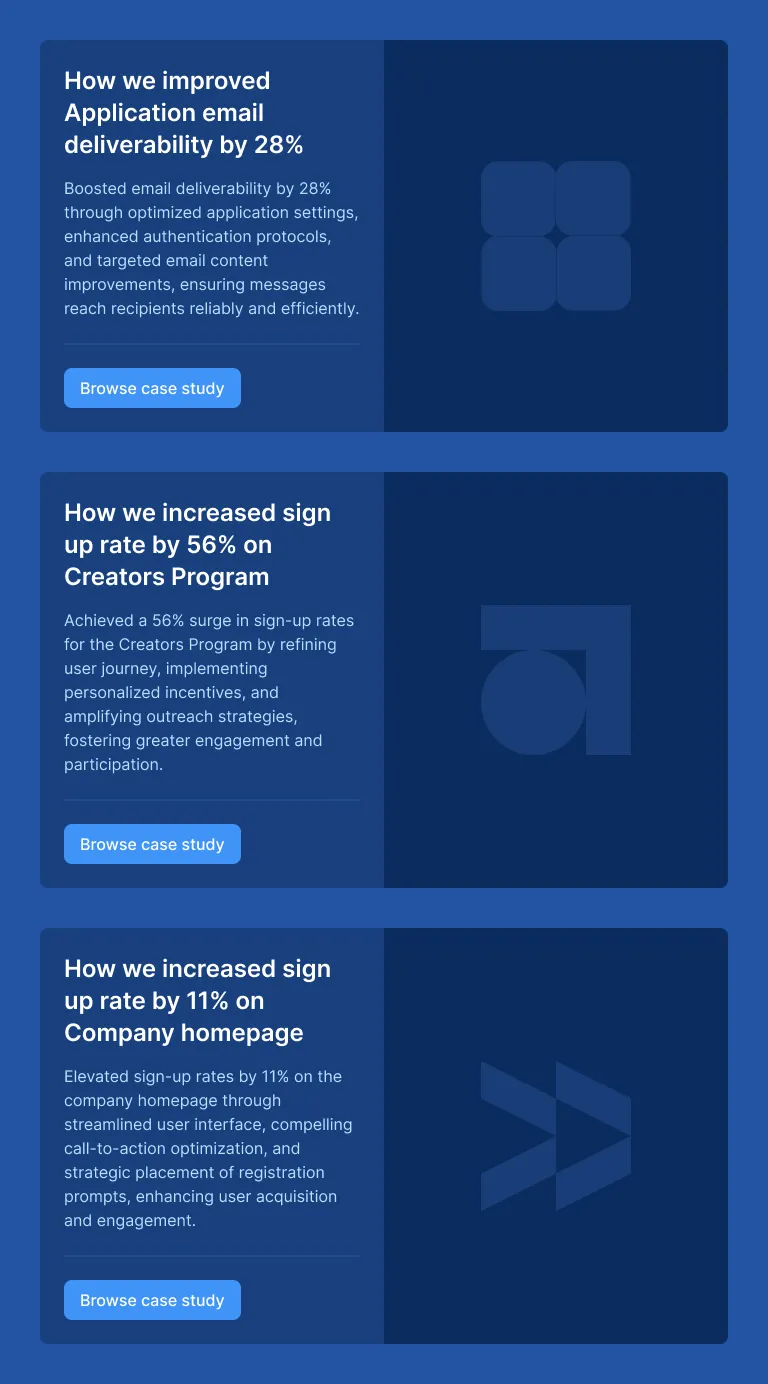 How we improved
Application email
deliverability by 28%
Boosted email deliverability by 28%
through optimized application settings,
enhanced authentication protocols,
and targeted email content
improvements, ensuring messages
reach recipients reliably and efficiently.
Browse case study
How we increased sign
up rate by 56% on
Creators Program
Achieved a 56% surge in sign-up rates
for the Creators Program by refining
user journey, implementing
personalized incentives, and
amplifying outreach strategies,
fostering greater engagement and
participation.
Browse case study
How we increased sign
up rate by 11% on
Company homepage
Elevated sign-up rates by 11% on the
company homepage through
streamlined user interface, compelling
call-to-action optimization, and
strategic placement of registration
prompts, enhancing user acquisition
and engagement.
Browse case study